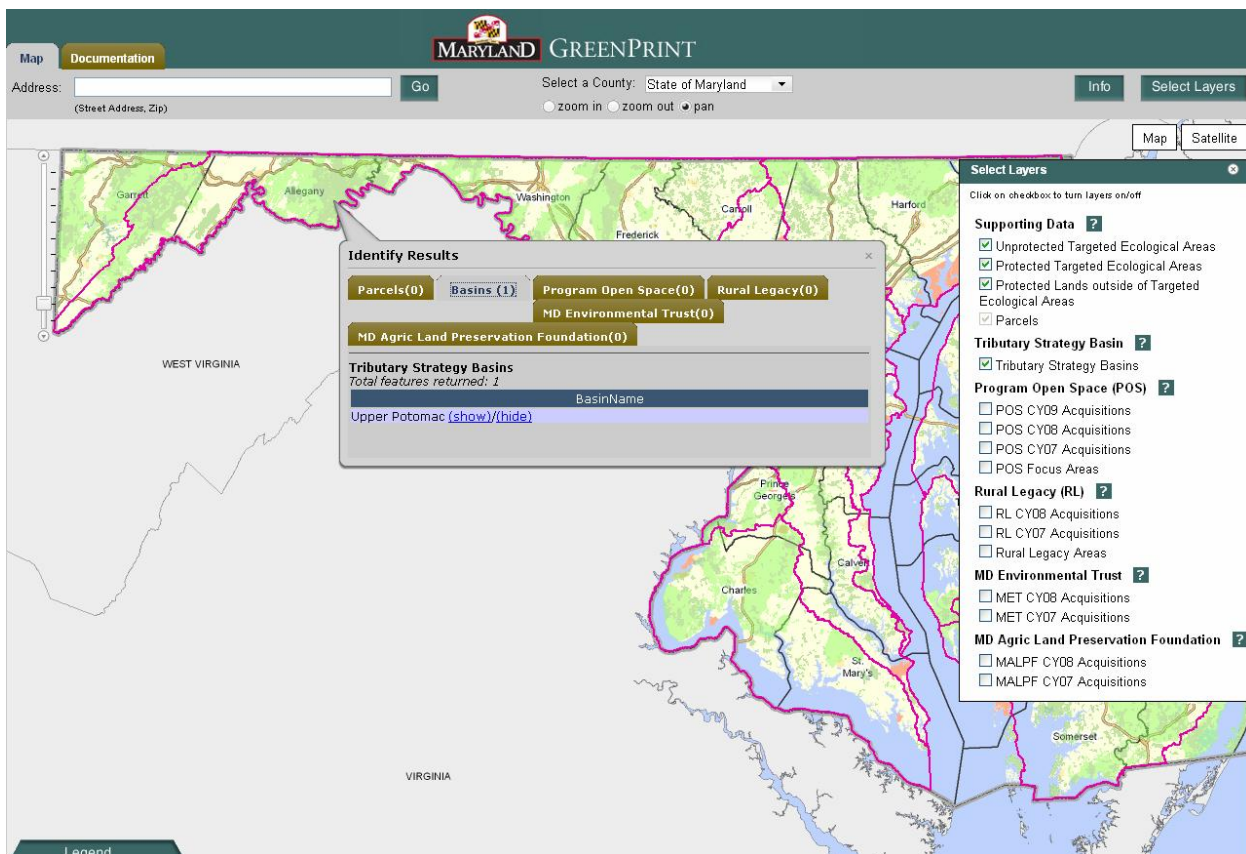 MARYLAND GREENPRINT
Map Documentation
Address: Go
(Street Address, Zip)
Select a County: State of Maryland
zoom in zoom out pan
Info Select Layers
Map Satellite
Garrett
Allegany
Washington
Frederick
Carroll
Harford
WEST VIRGINIA
Identify Results ×
Parcels(0) Basins (1) Program Open Space(0) Rural Legacy(0)
MD Environmental Trust(0)
MD Agric Land Preservation Foundation(0)
Tributary Strategy Basins
Total features returned: 1
BasinName
Upper Potomac (show)/(hide)
Prince
George's
Calvert
Charles
St.
Mary's
Somerset
VIRGINIA
Legend
Select Layers
Click on checkbox to turn layers on/off
Supporting Data ?
Unprotected Targeted Ecological Areas
Protected Targeted Ecological Areas
Protected Lands outside of Targeted
Ecological Areas
Parcels
Tributary Strategy Basin ?
Tributary Strategy Basins
Program Open Space (POS) ?
POS CY09 Acquisitions
POS CY08 Acquisitions
POS CY07 Acquisitions
POS Focus Areas
Rural Legacy (RL) ?
RL CY08 Acquisitions
RL CY07 Acquisitions
Rural Legacy Areas
MD Environmental Trust ?
MET CY08 Acquisitions
MET CY07 Acquisitions
MD Agric Land Preservation Foundation ?
MALPF CY08 Acquisitions
MALPF CY07 Acquisitions